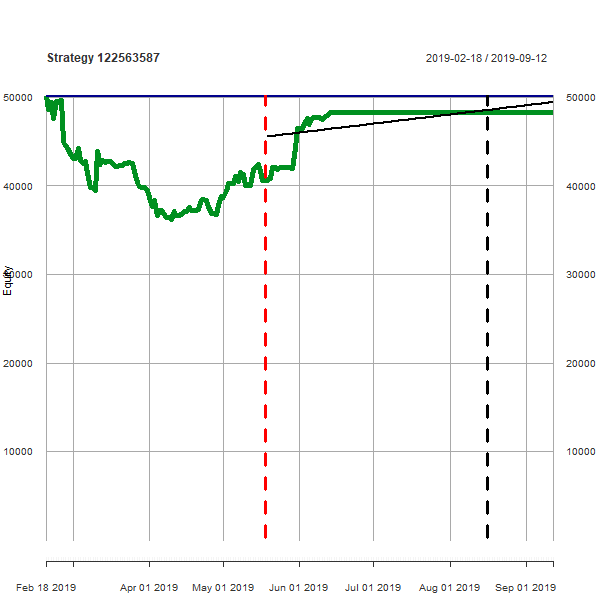 Strategy 122563587
2019-02-18 / 2019-09-12
50000
50000
40000
40000
Equity
30000
30000
20000
20000
10000
10000
Feb 18 2019
Apr 01 2019
May 01 2019
Jun 01 2019
Jul 01 2019
Aug 01 2019
Sep 01 2019